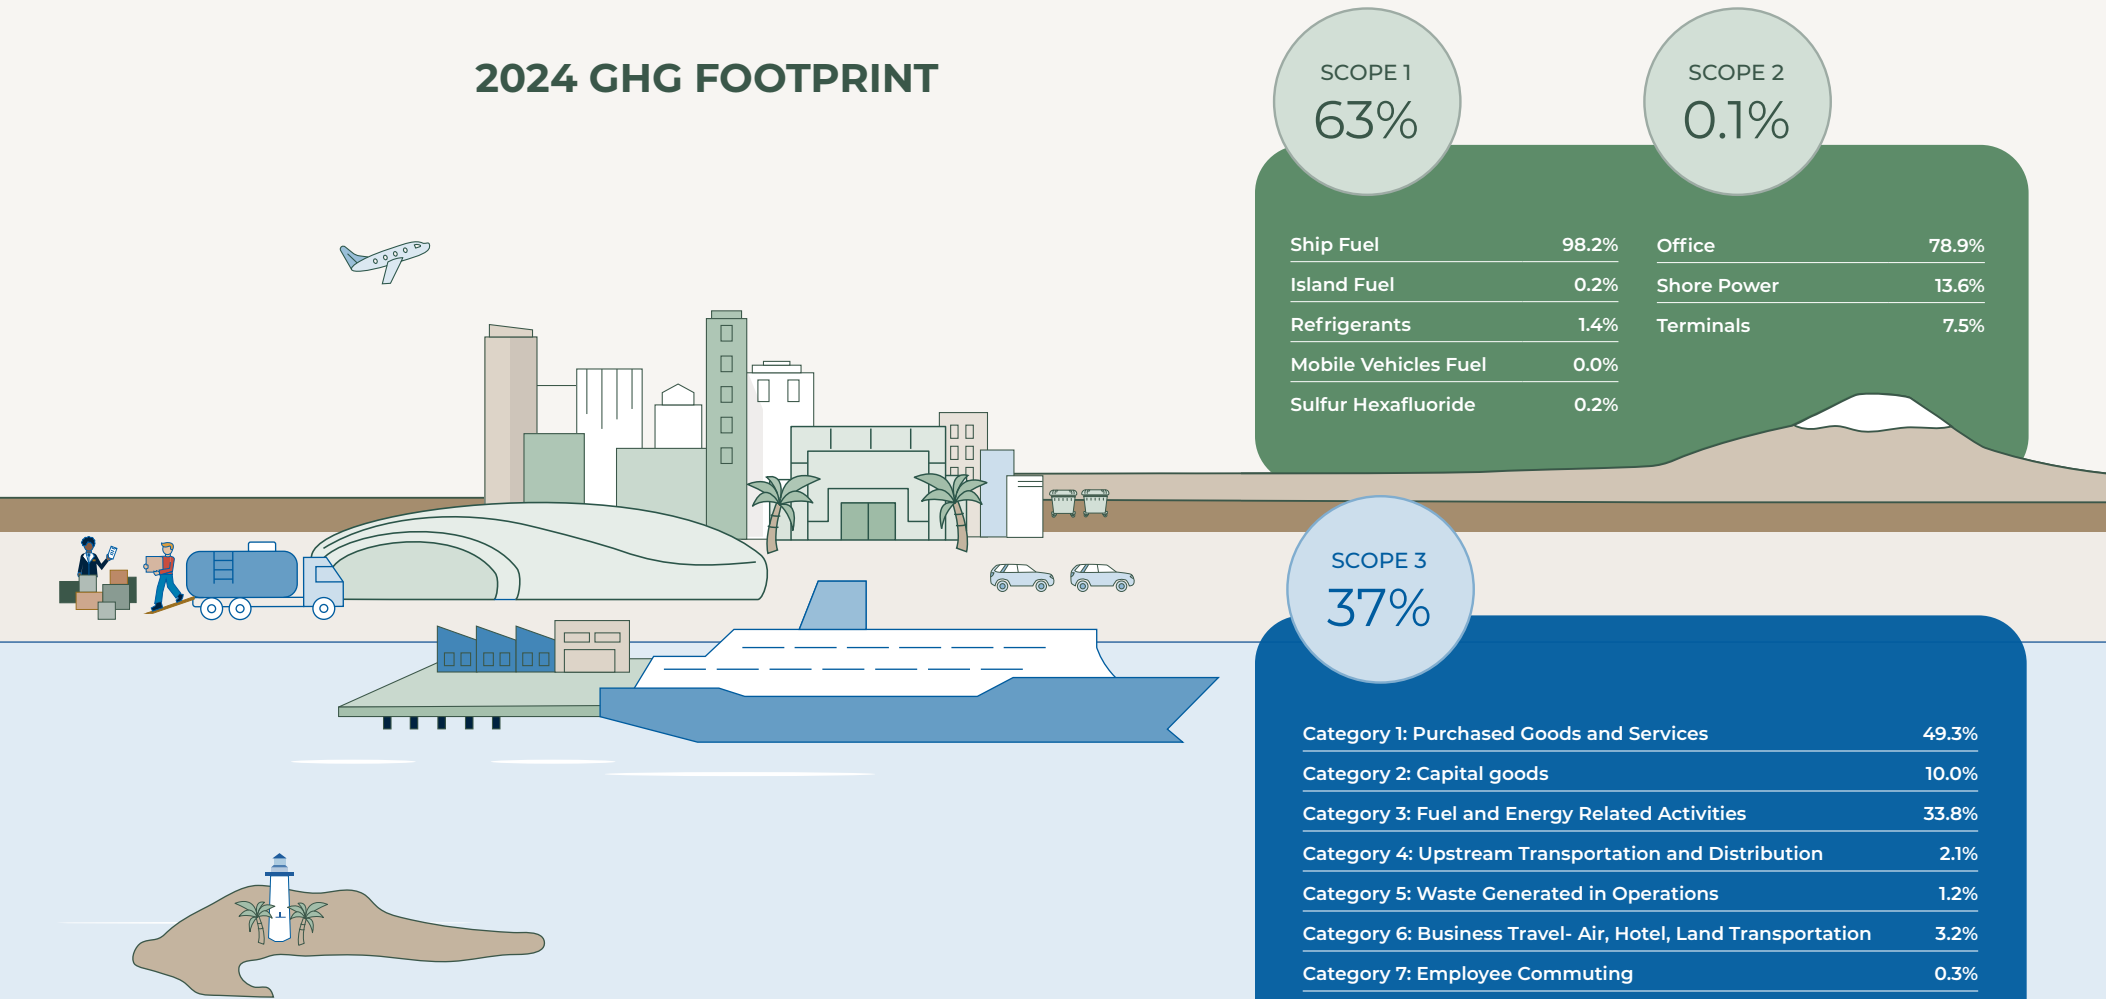 2024 GHG FOOTPRINT
SCOPE 1
63%
Ship Fuel 98.2%
Island Fuel 0.2%
Refrigerants 1.4%
Mobile Vehicles Fuel 0.0%
Sulfur Hexafluoride 0.2%
SCOPE 2
0.1%
Office 78.9%
Shore Power 13.6%
Terminals 7.5%
SCOPE 3
37%
Category 1: Purchased Goods and Services 49.3%
Category 2: Capital goods 10.0%
Category 3: Fuel and Energy Related Activities 33.8%
Category 4: Upstream Transportation and Distribution 2.1%
Category 5: Waste Generated in Operations 1.2%
Category 6: Business Travel- Air, Hotel, Land Transportation 3.2%
Category 7: Employee Commuting 0.3%